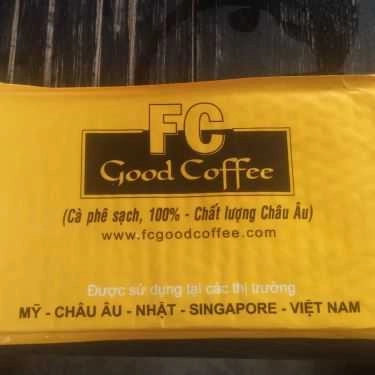 FC
Good Coffee
(Cà phê sạch, 100% - Chất lượng Châu Âu)
www.fcgoodcoffee.com
Được sử dụng tại các thị trường
MỸ - CHÂU ÂU - NHẬT - SINGAPORE - VIỆT NAM